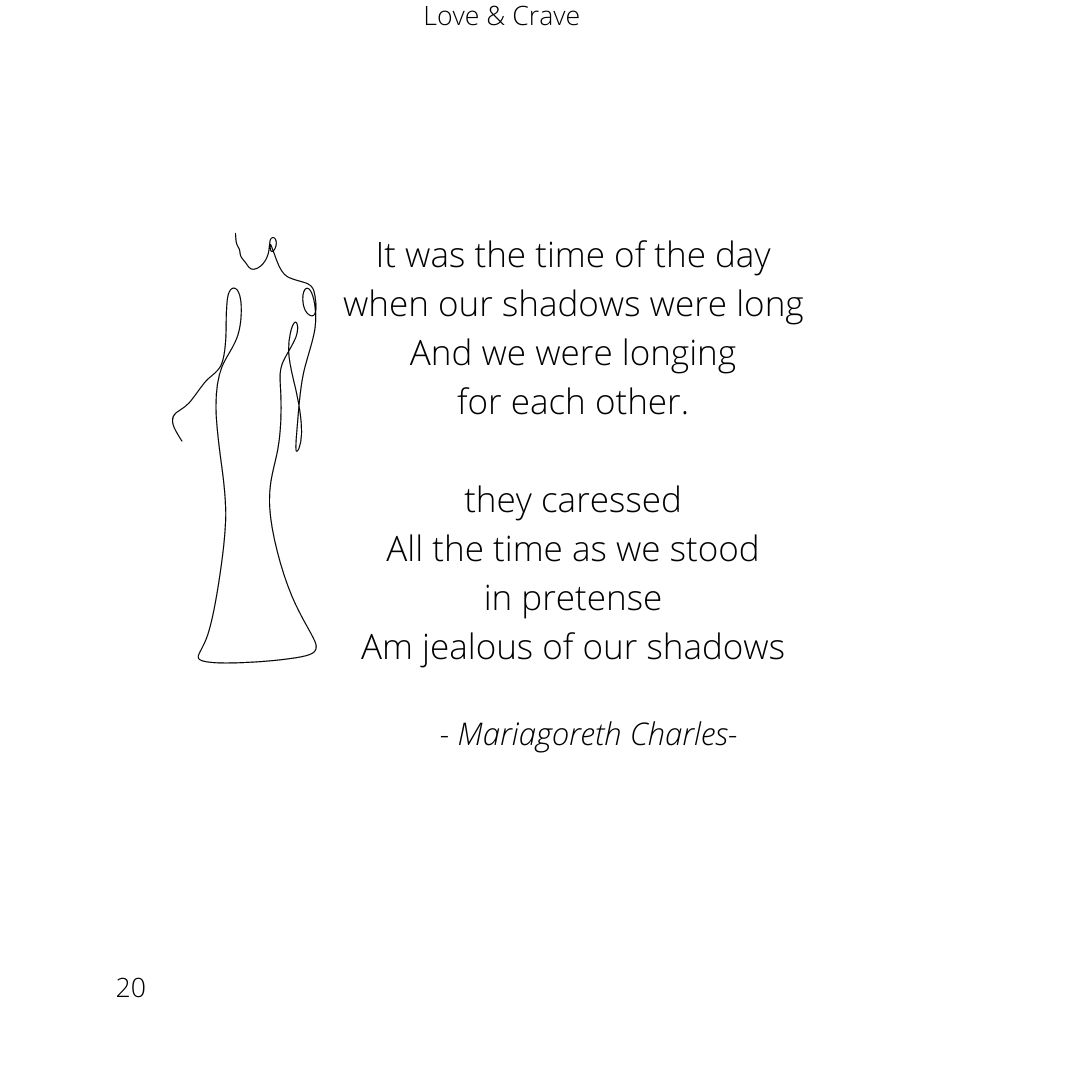 Love & Crave
It was the time of the day
when our shadows were long
And we were longing
for each other.
they caressed
All the time as we stood
in pretense
Am jealous of our shadows
- Mariagoreth Charles-
20